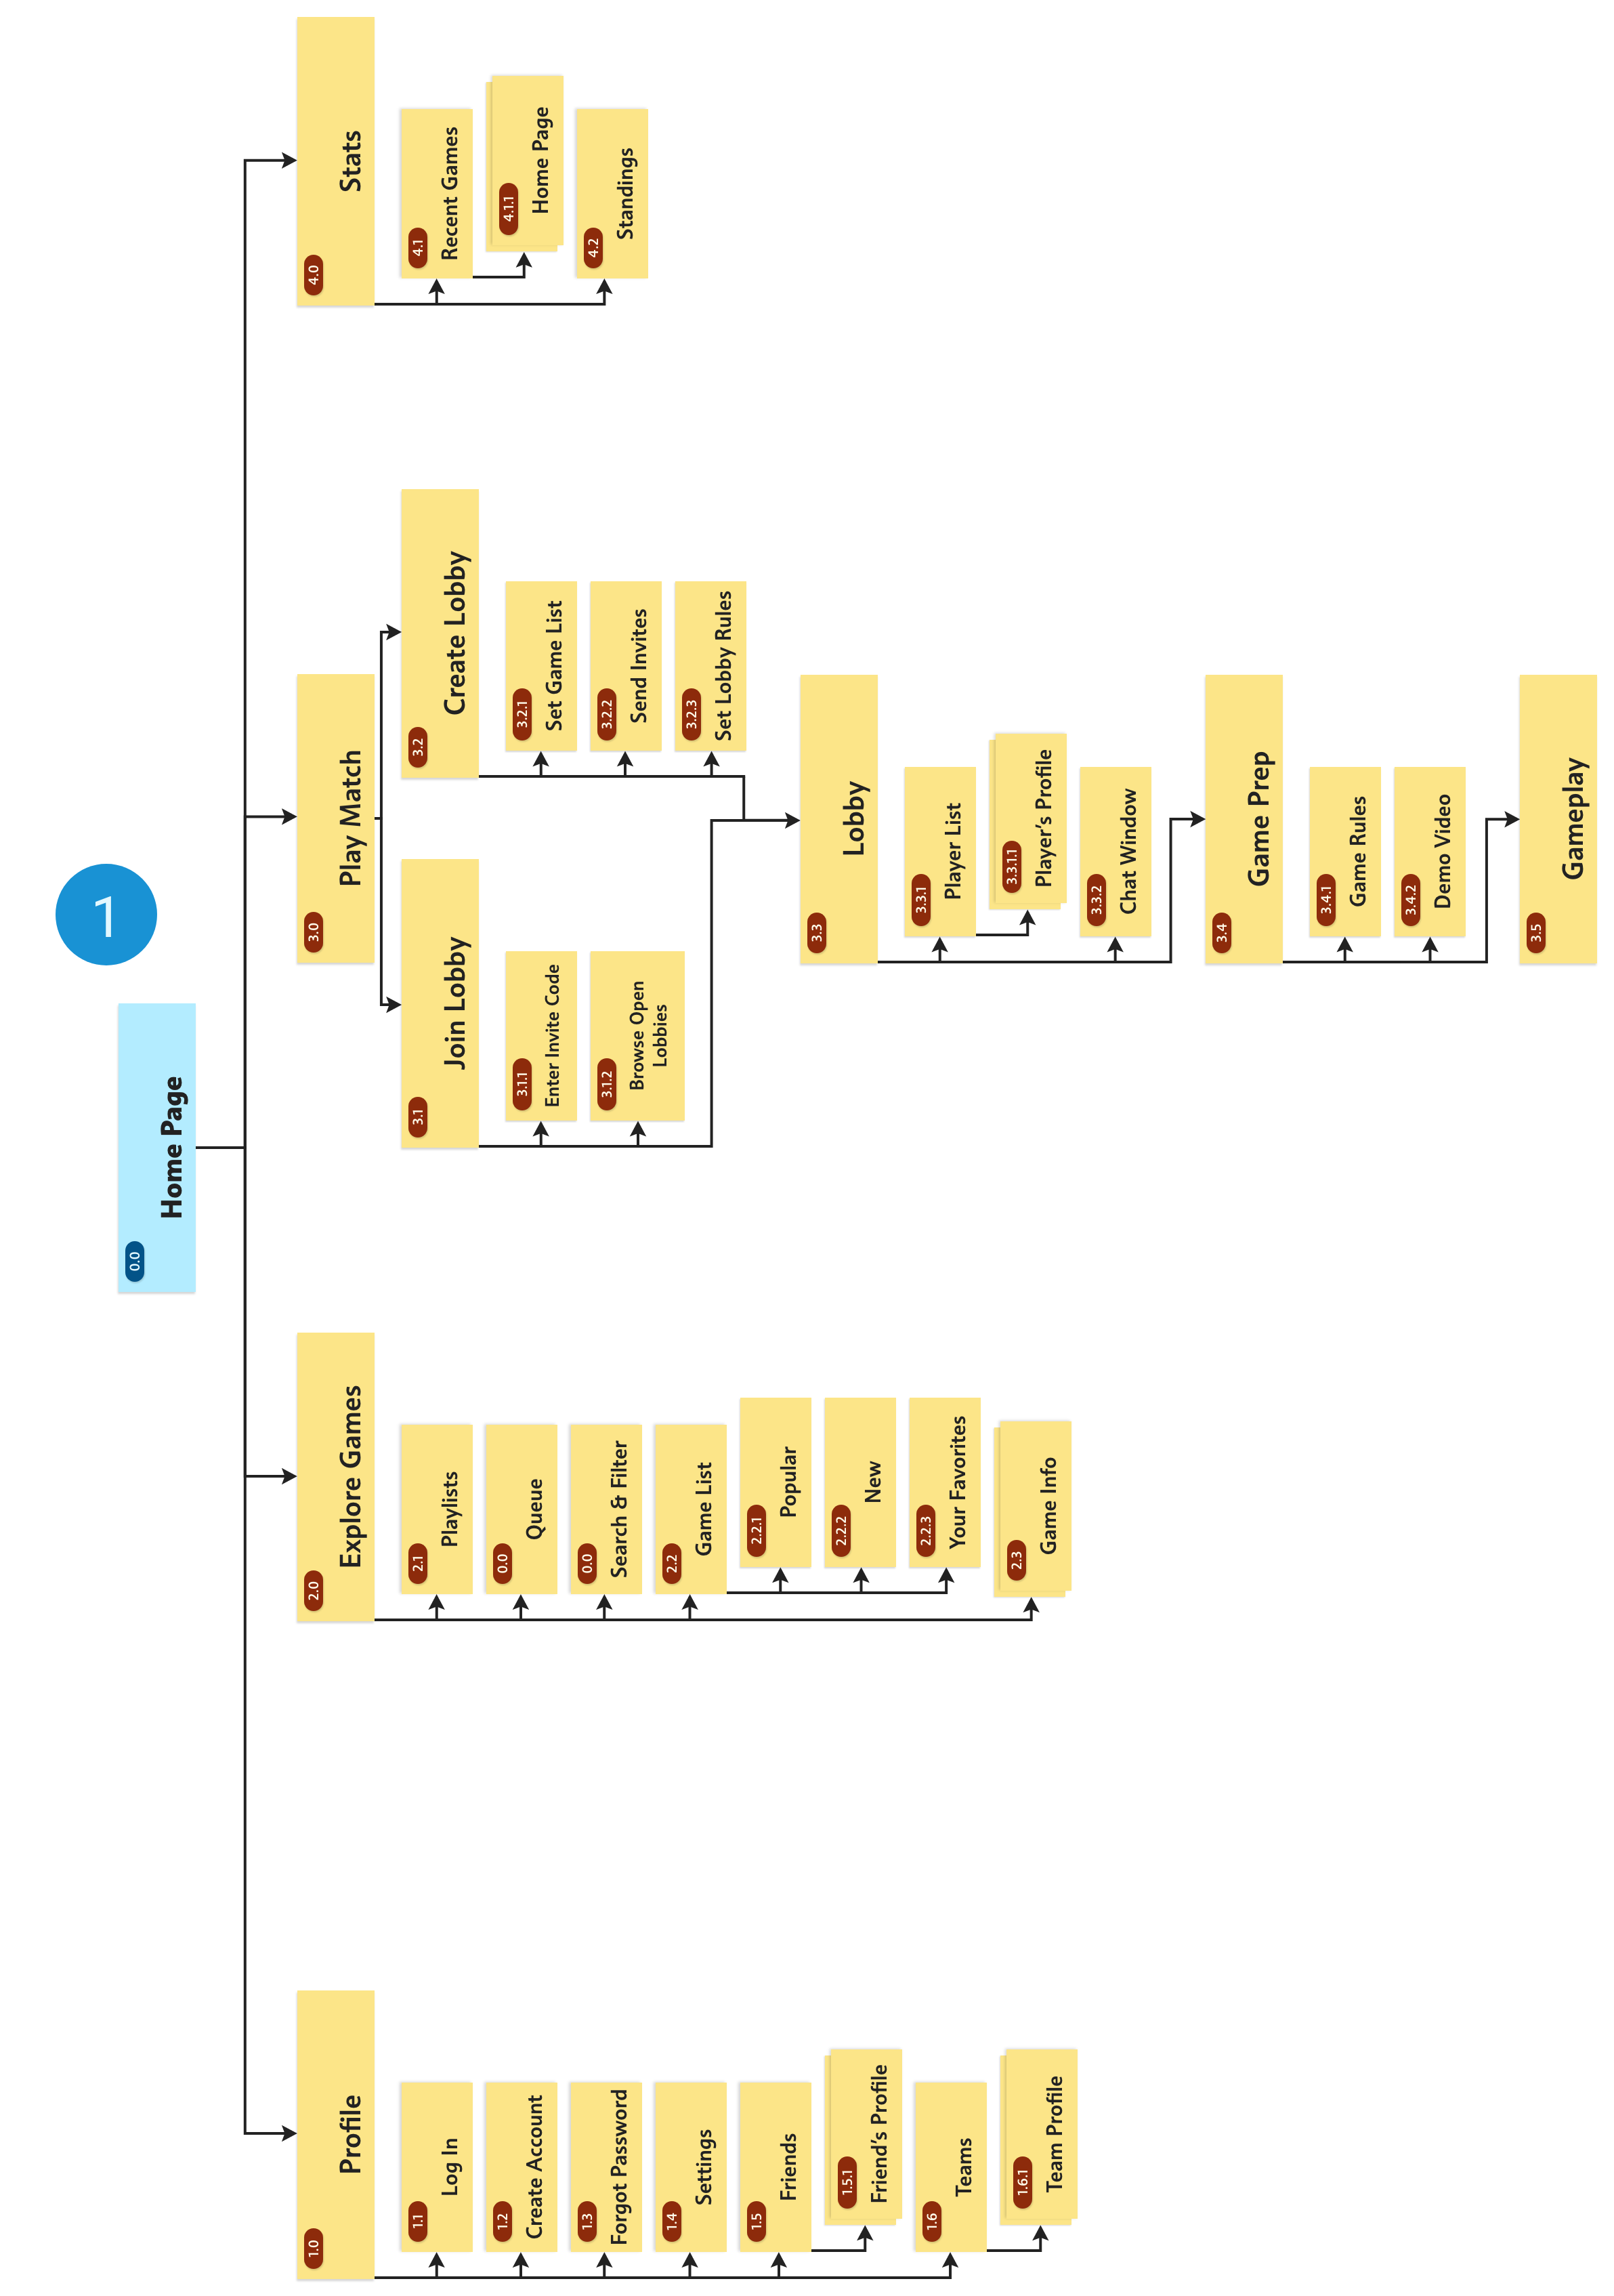 1
0.0
Home Page
1.0
Profile
1.1
Log In
1.2
Create Account
1.3
Forgot Password
1.4
Settings
1.5
Friends
1.5.1
Friend’s Profile
1.6
Teams
1.6.1
Team Profile
2.0
Explore Games
2.1
Playlists
0.0
Queue
0.0
Search & Filter
2.2
Game List
2.2.1
Popular
2.2.2
New
2.2.3
Your Favorites
2.3
Game Info
3.0
Play Match
3.1
Join Lobby
3.1.1
Enter Invite Code
3.1.2
Browse Open
Lobbies
3.2
Create Lobby
3.2.1
Set Game List
3.2.2
Send Invites
3.2.3
Set Lobby Rules
3.3
Lobby
3.3.1
Player List
3.3.1.1
Player’s Profile
3.3.2
Chat Window
3.4
Game Prep
3.4.1
Game Rules
3.4.2
Demo Video
3.5
Gameplay
4.0
Stats
4.1
Recent Games
4.1.1
Home Page
4.2
Standings